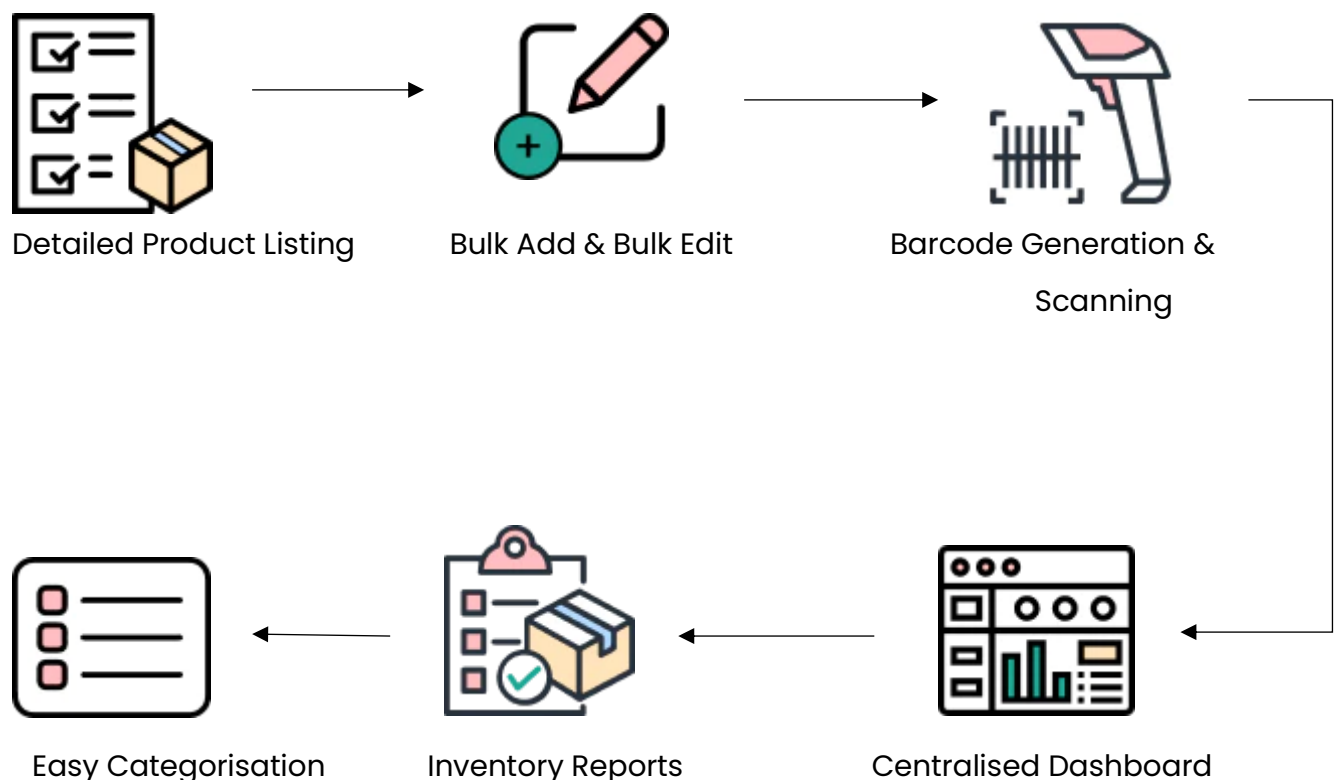 Detailed Product Listing
Bulk Add & Bulk Edit
Barcode Generation &
Scanning
Easy Categorisation
Inventory Reports
Centralised Dashboard